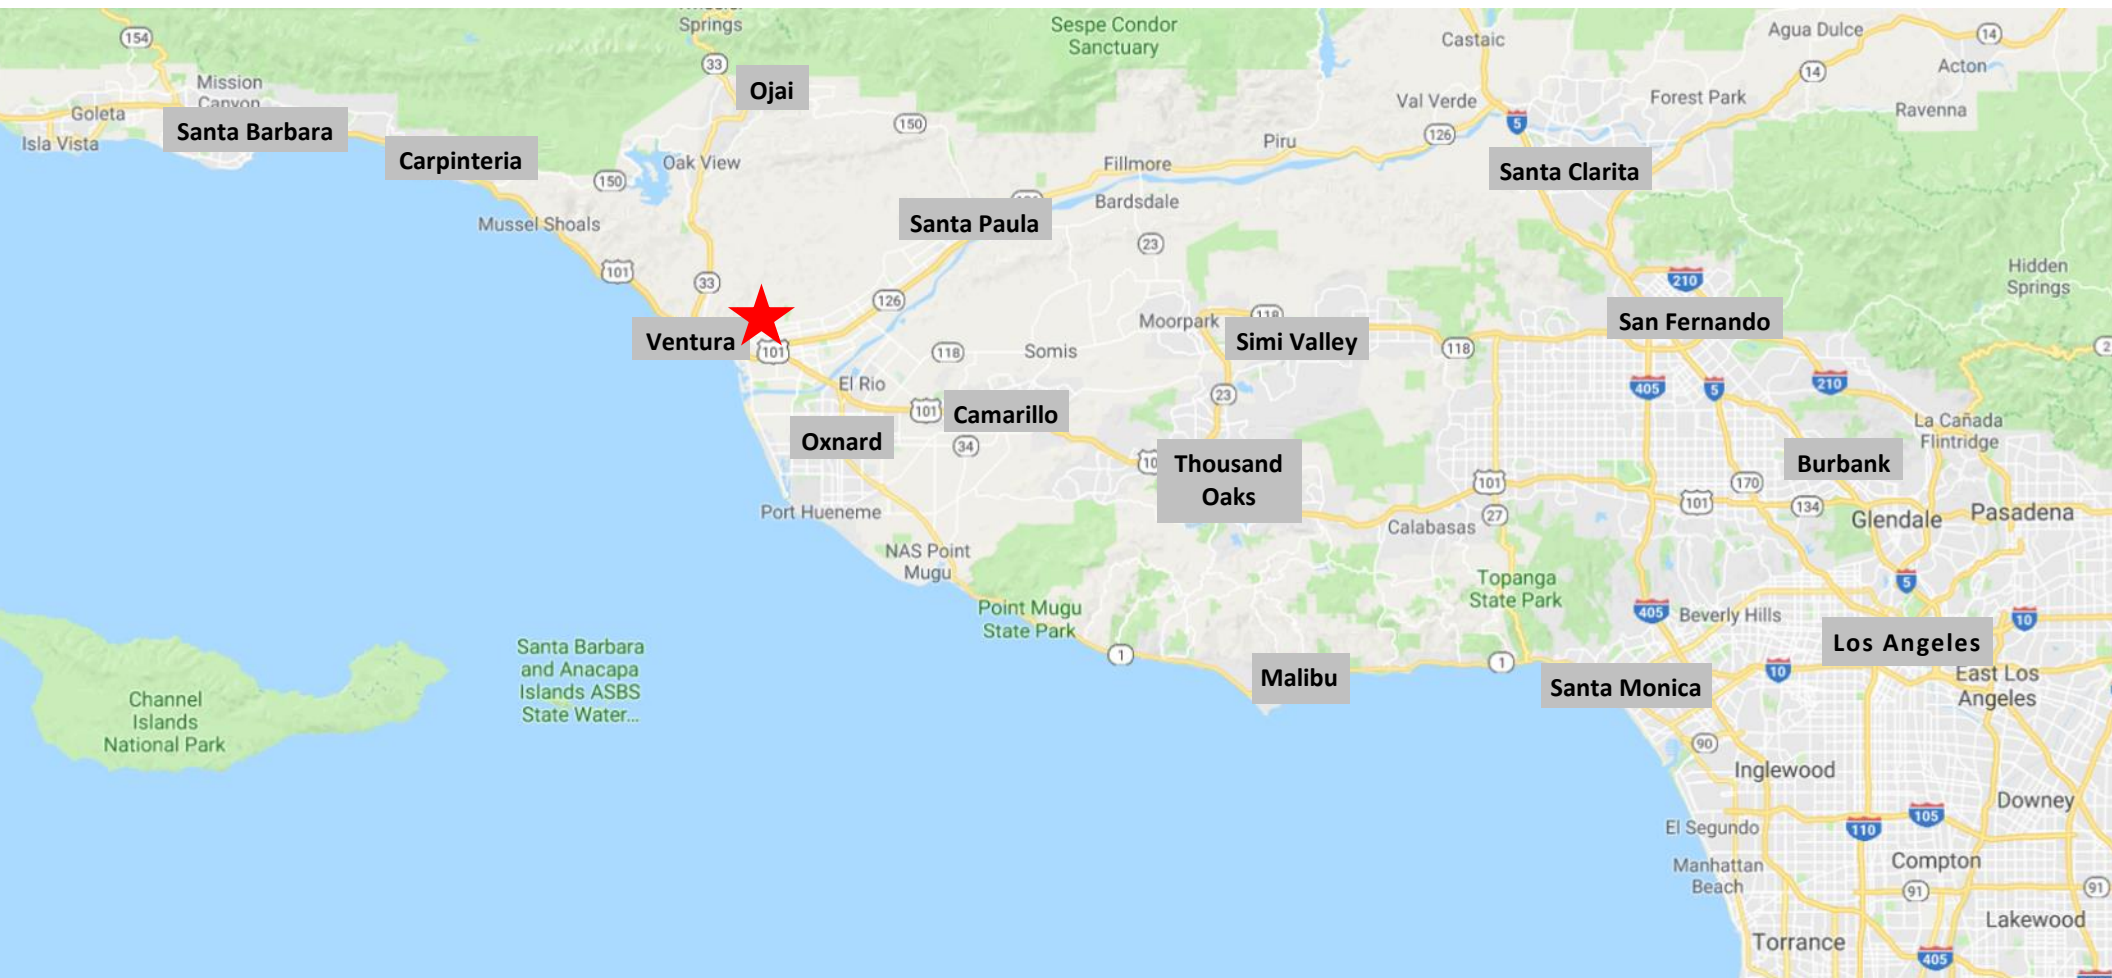 Springs
Sespe Condor
Sanctuary
Castaic
Agua Dulce
14
154
33
Mission
Canyon
Ojai
Val Verde
14
Acton
Forest Park
Goleta
Ravenna
Isla Vista
Santa Barbara
Carpinteria
150
5
126
Piru
Oak View
Fillmore
Santa Clarita
150
Bardsdale
Mussel Shoals
Santa Paula
23
101
33
126
Hidden
Springs
210
Ventura
101
Moorpark
118
Simi Valley
San Fernando
118
Somis
118
2
El Rio
23
405
5
210
101
Camarillo
Oxnard
34
La Cañada
Flintridge
Thousand
Oaks
Burbank
101
170
101
134
Port Hueneme
Calabasas
27
Glendale
Pasadena
NAS Point
Mugu
Topanga
State Park
5
Point Mugu
State Park
405
Beverly Hills
10
Santa Barbara
and Anacapa
Islands ASBS
State Water...
1
1
Los Angeles
Malibu
Santa Monica
10
East Los
Angeles
Channel
Islands
National Park
90
Inglewood
Downey
El Segundo
110
105
Manhattan
Beach
Compton
91
91
Lakewood
Torrance
405